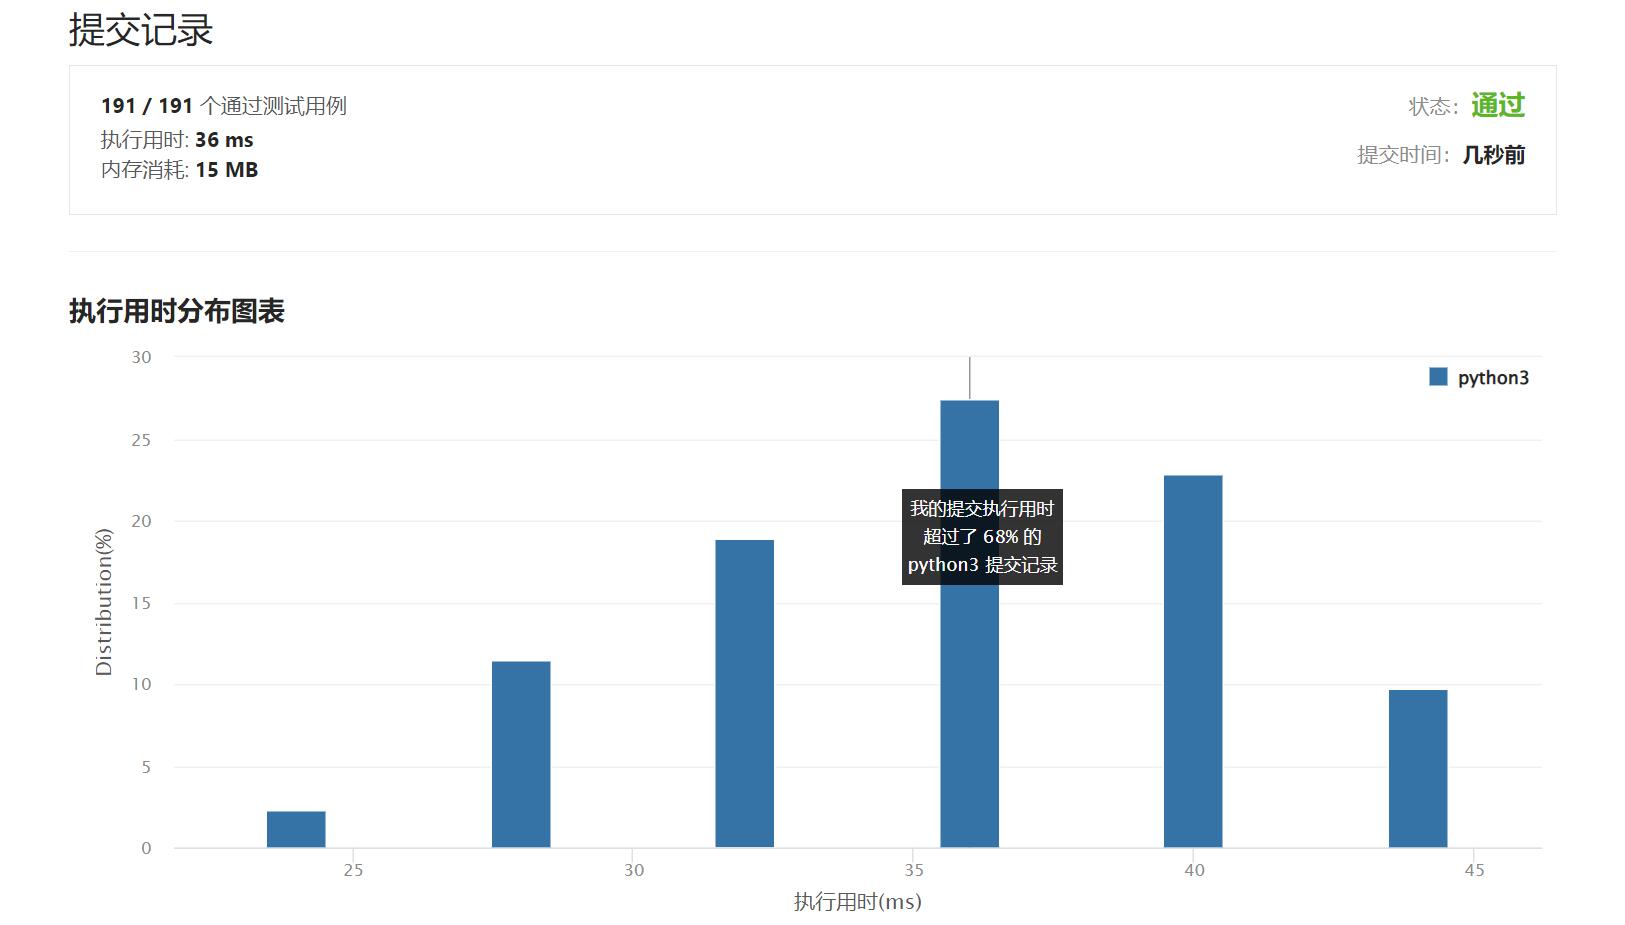 提交记录
191 / 191 个通过测试用例
状态：通过
执行用时: 36 ms
提交时间：几秒前
内存消耗: 15 MB
执行用时分布图表
30
python3
25
20
15
10
5
0
Distribution(%)
我的提交执行用时
超过了 68% 的
python3 提交记录
25 30 35 40 45
执行用时(ms)